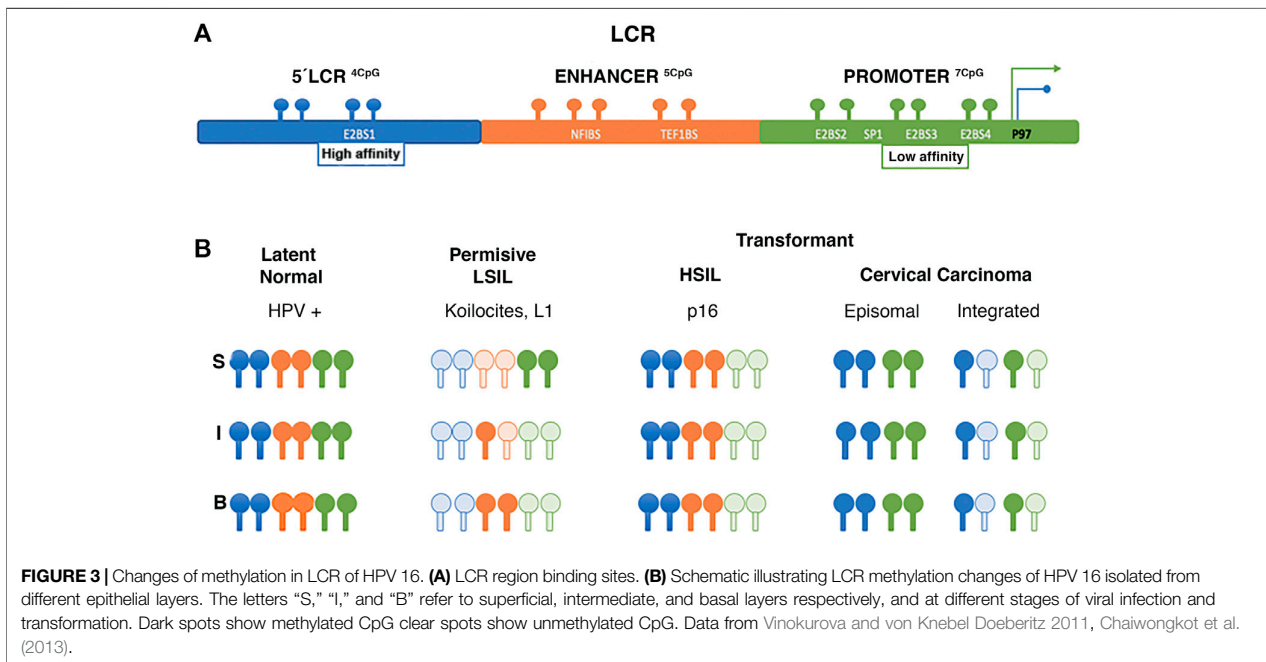 A
LCR
5´LCR 4CpG
ENHANCER 5CpG
PROMOTER 7CpG
E2BS1
NFIBS
TEF1BS
E2BS2
SP1
E2BS3
E2BS4
P97
High affinity
Low affinity
B
Latent
Normal
HPV +
Permisive
LSIL
Koilocites, L1
Transformant
HSIL
p16
Cervical Carcinoma
Episomal
Integrated
S
I
B
FIGURE 3 | Changes of methylation in LCR of HPV 16. (A) LCR region binding sites. (B) Schematic illustrating LCR methylation changes of HPV 16 isolated from
different epithelial layers. The letters “S,” “I,” and “B” refer to superficial, intermediate, and basal layers respectively, and at different stages of viral infection and
transformation. Dark spots show methylated CpG clear spots show unmethylated CpG. Data from Vinokurova and von Knebel Doeberitz 2011, Chaiwongkot et al.
(2013).